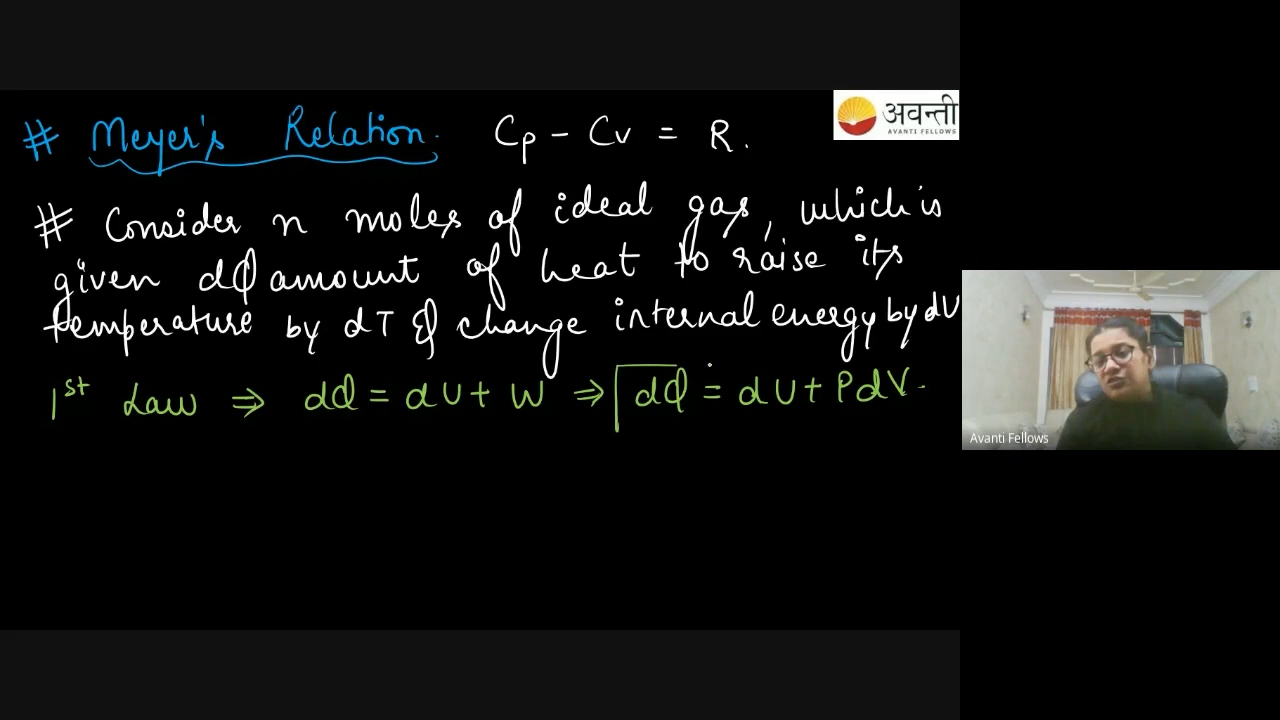 # Meyer's Relation. Cp - Cv = R.
अवन्ती
AVANTI FELLOWS
# Consider n moles of ideal gas, which is
given dQ amount of heat to raise its
temperature by dT & change internal energy by dU
1st Law ⇒ dQ = dU + W ⇒ dQ = dU + PdV.
Avanti Fellows